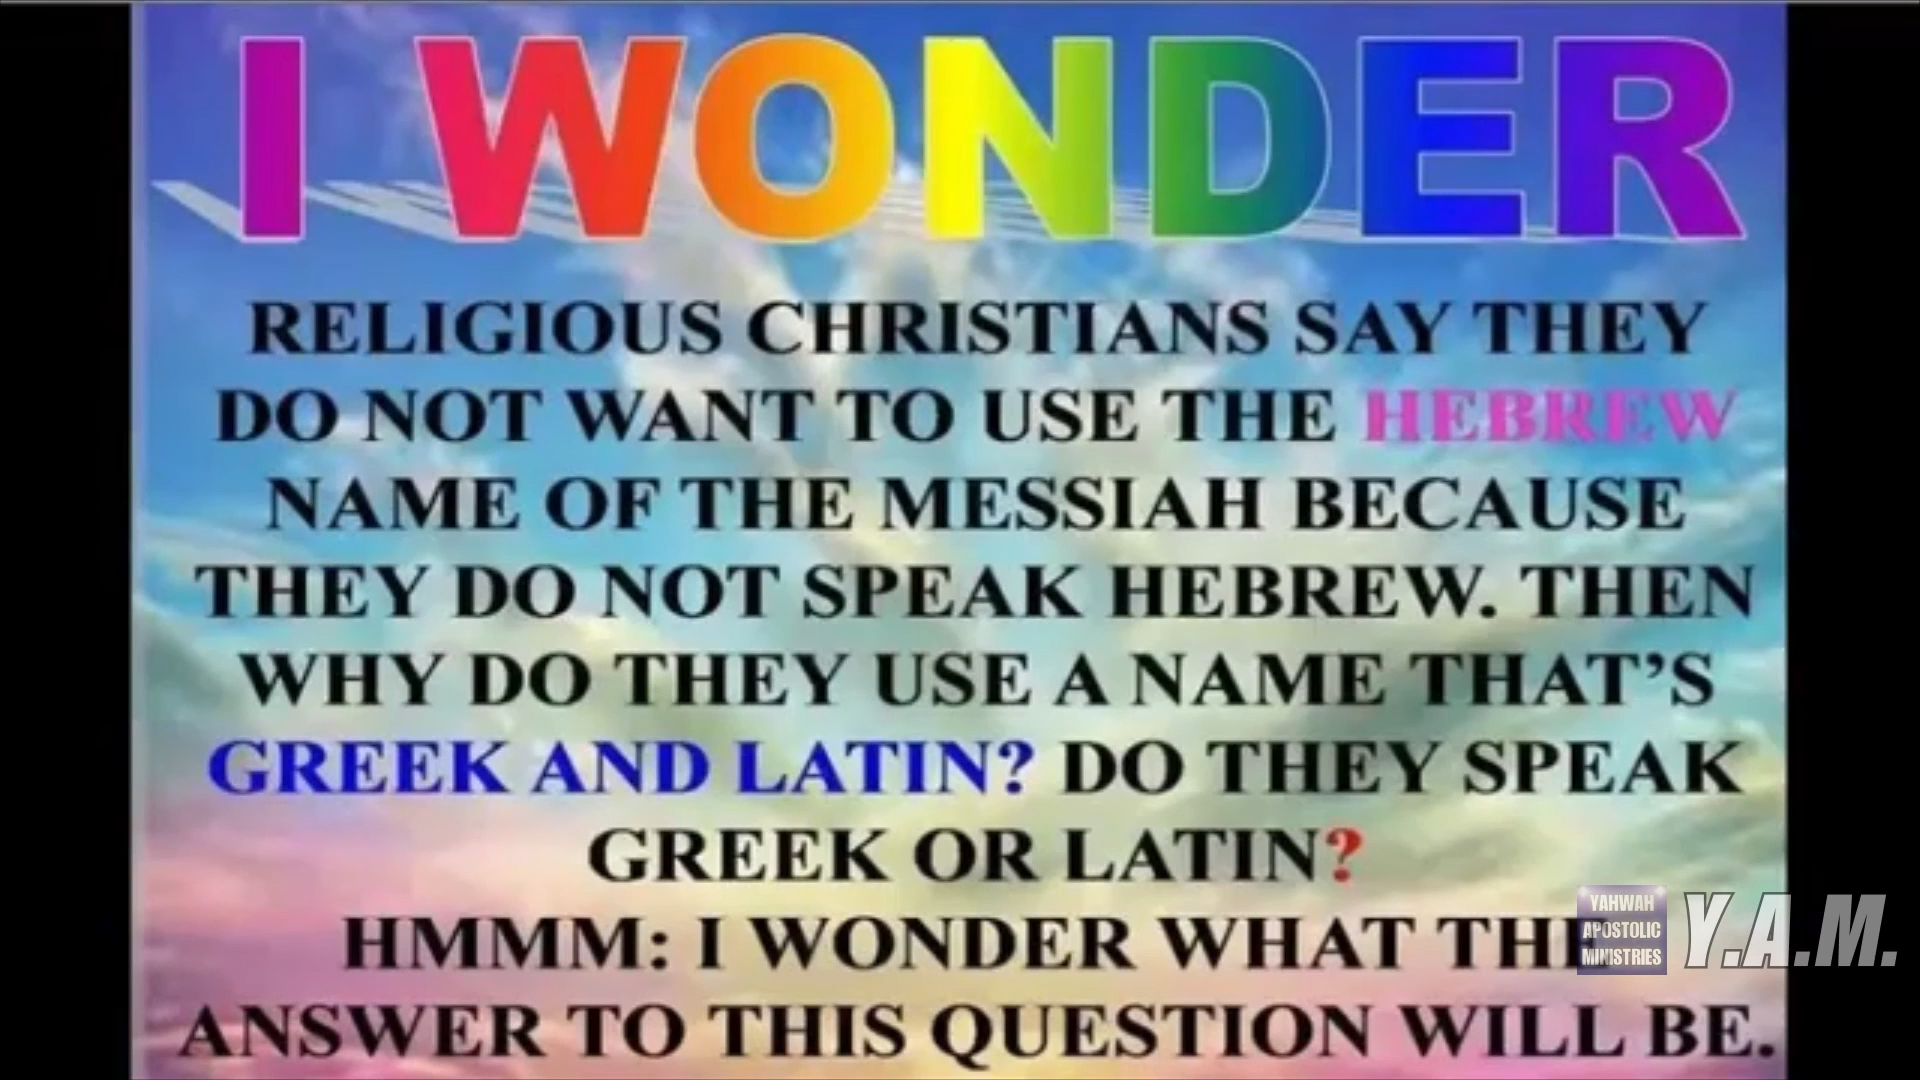 I WONDER
RELIGIOUS CHRISTIANS SAY THEY
DO NOT WANT TO USE THE HEBREW
NAME OF THE MESSIAH BECAUSE
THEY DO NOT SPEAK HEBREW. THEN
WHY DO THEY USE A NAME THAT'S
GREEK AND LATIN? DO THEY SPEAK
GREEK OR LATIN?
HMMM: I WONDER WHAT THE
ANSWER TO THIS QUESTION WILL BE.
YAHWAH
APOSTOLIC
MINISTRIES
Y.A.M.